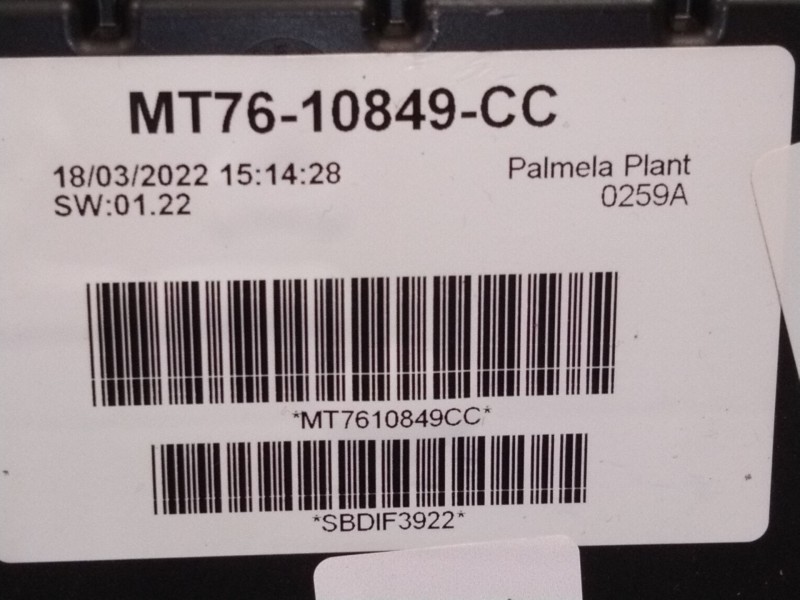 MT76-10849-CC
18/03/2022 15:14:28
Palmela Plant
SW:01.22
0259A
*MT7610849CC*
*SBDIF3922*